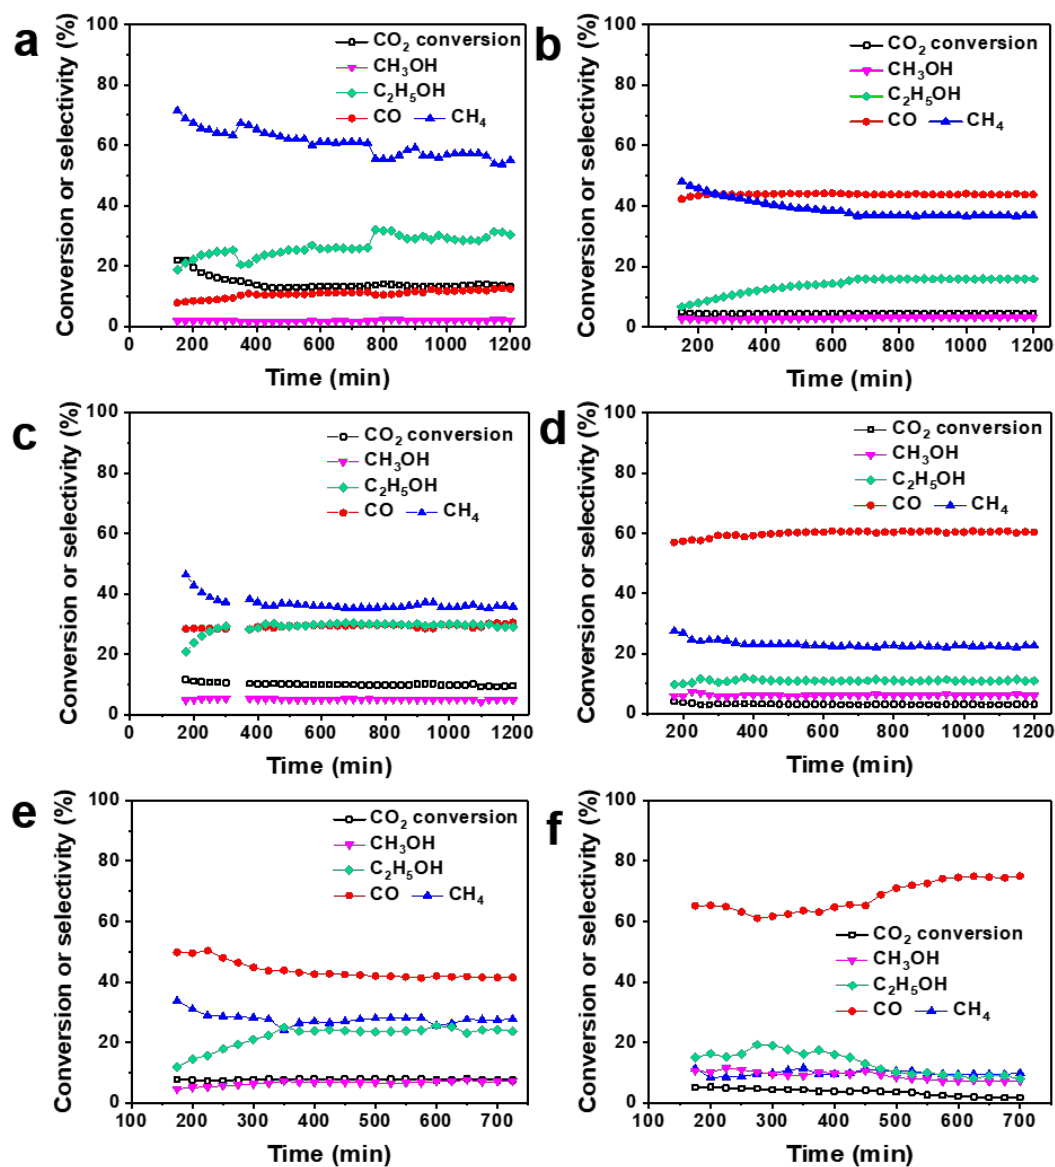 a
Conversion or selectivity (%)
100
80
60
40
20
0
CO₂ conversion
CH₃OH
C₂H₅OH
CO CH₄
0 200 400 600 800 1000 1200
Time (min)
b
Conversion or selectivity (%)
100
80
60
40
20
0
CO₂ conversion
CH₃OH
C₂H₅OH
CO CH₄
200 400 600 800 1000 1200
Time (min)
c
Conversion or selectivity (%)
100
80
60
40
20
0
CO₂ conversion
CH₃OH
C₂H₅OH
CO CH₄
0 200 400 600 800 1000 1200
Time (min)
d
Conversion or selectivity (%)
100
80
60
40
20
0
CO₂ conversion
CH₃OH
C₂H₅OH
CO CH₄
200 400 600 800 1000 1200
Time (min)
e
Conversion or selectivity (%)
100
80
60
40
20
0
CO₂ conversion
CH₃OH
C₂H₅OH
CO CH₄
100 200 300 400 500 600 700
Time (min)
f
Conversion or selectivity (%)
100
80
60
40
20
0
CO₂ conversion
CH₃OH
C₂H₅OH
CO CH₄
100 200 300 400 500 600 700
Time (min)